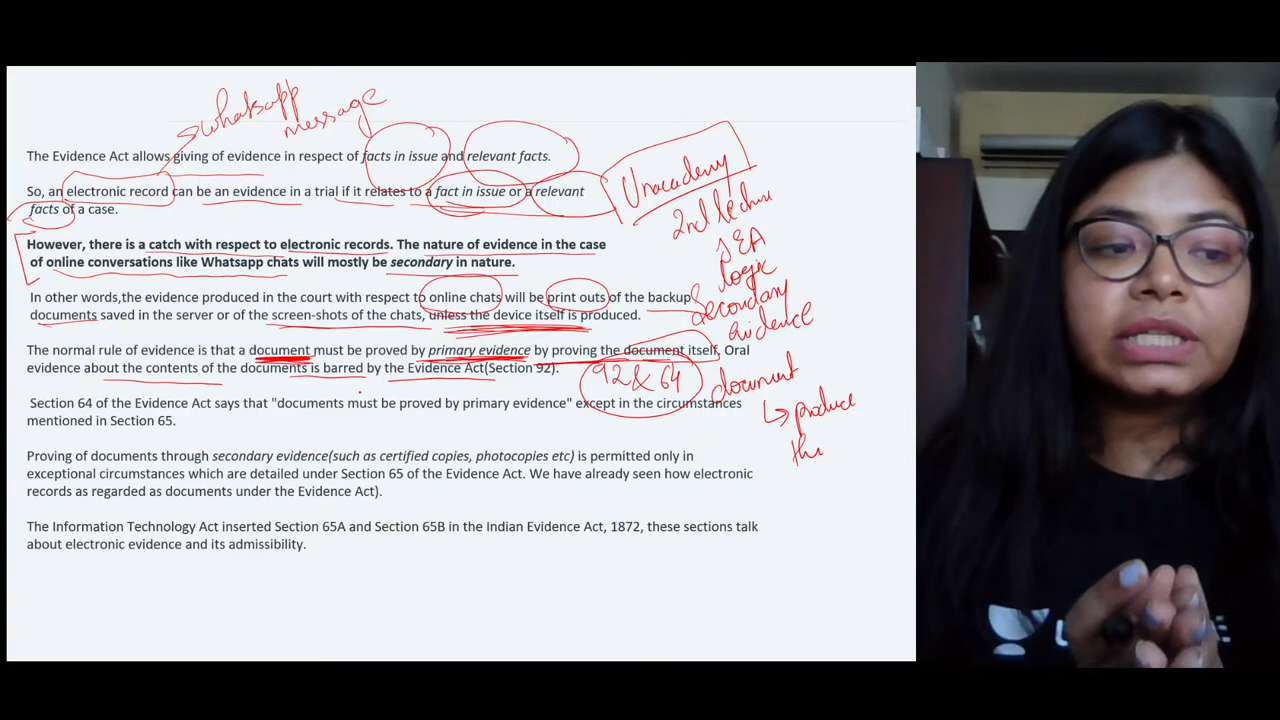 whatsapp
message
The Evidence Act allows giving of evidence in respect of facts in issue and relevant facts.
So, an electronic record can be an evidence in a trial if it relates to a fact in issue or a relevant
facts of a case.
However, there is a catch with respect to electronic records. The nature of evidence in the case
of online conversations like Whatsapp chats will mostly be secondary in nature.
In other words,the evidence produced in the court with respect to online chats will be print outs of the backup
documents saved in the server or of the screen-shots of the chats, unless the device itself is produced.
The normal rule of evidence is that a document must be proved by primary evidence by proving the document itself. Oral
evidence about the contents of the documents is barred by the Evidence Act(Section 92).
Section 64 of the Evidence Act says that "documents must be proved by primary evidence" except in the circumstances
mentioned in Section 65.
Proving of documents through secondary evidence(such as certified copies, photocopies etc) is permitted only in
exceptional circumstances which are detailed under Section 65 of the Evidence Act. We have already seen how electronic
records as regarded as documents under the Evidence Act).
The Information Technology Act inserted Section 65A and Section 65B in the Indian Evidence Act, 1872, these sections talk
about electronic evidence and its admissibility.
Unacademy
2nd lecture
IEA
logic
Secondary
Evidence
92 & 64
document
↳ produce
the